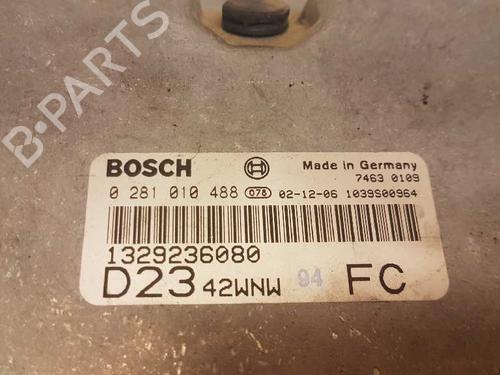 B-PARTS
BOSCH Made in Germany
7463 0109
0 281 010 488 078 02-12-06 1039S00964
1329236080
D23 42WNW 94 FC